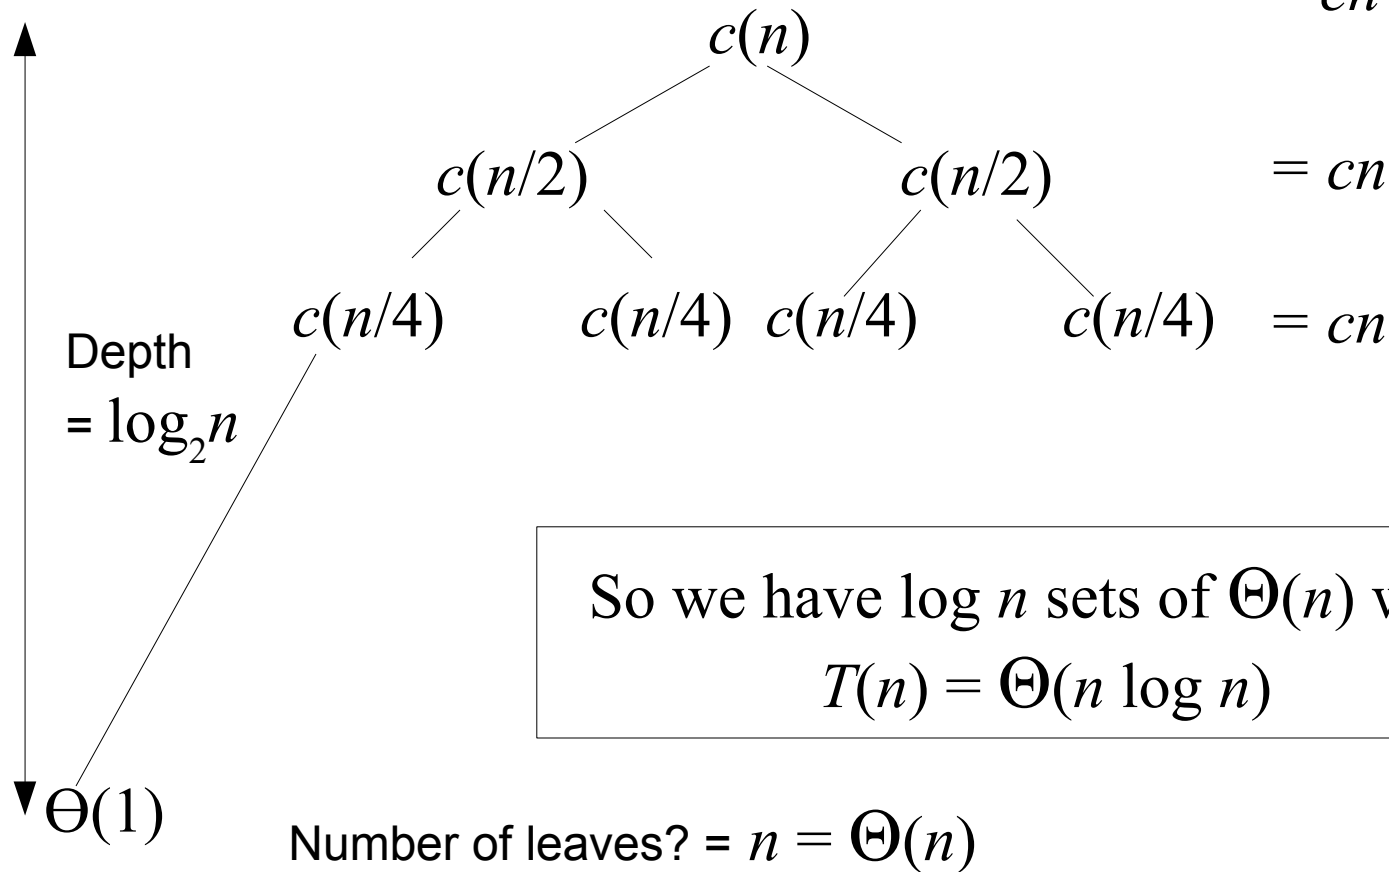 c(n) cn
c(n/2) c(n/2) = cn
c(n/4) c(n/4) c(n/4) c(n/4) = cn
Depth
= log₂n
So we have log n sets of Θ(n)
T(n) = Θ(n log n)
Θ(1)
Number of leaves? = n = Θ(n)